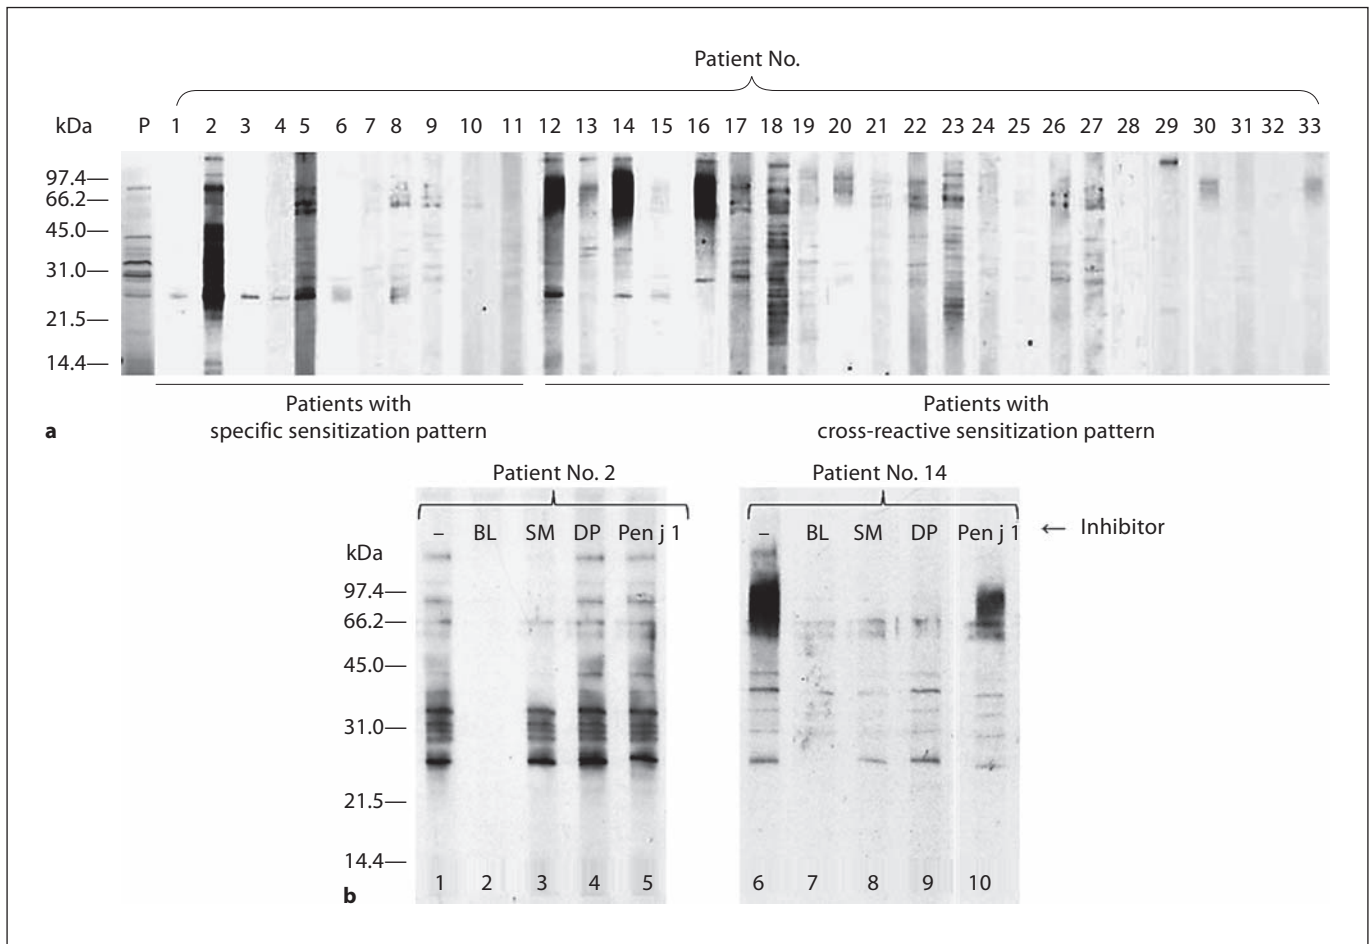 Patient No.
kDa P 1 2 3 4 5 6 7 8 9 10 11 12 13 14 15 16 17 18 19 20 21 22 23 24 25 26 27 28 29 30 31 32 33
97.4—
66.2—
45.0—
31.0—
21.5—
14.4—
Patients with
specific sensitization pattern
Patients with
cross-reactive sensitization pattern
a
Patient No. 2
Patient No. 14
– BL SM DP Pen j 1
– BL SM DP Pen j 1
← Inhibitor
kDa
97.4—
66.2—
45.0—
31.0—
21.5—
14.4—
1 2 3 4 5
6 7 8 9 10
b